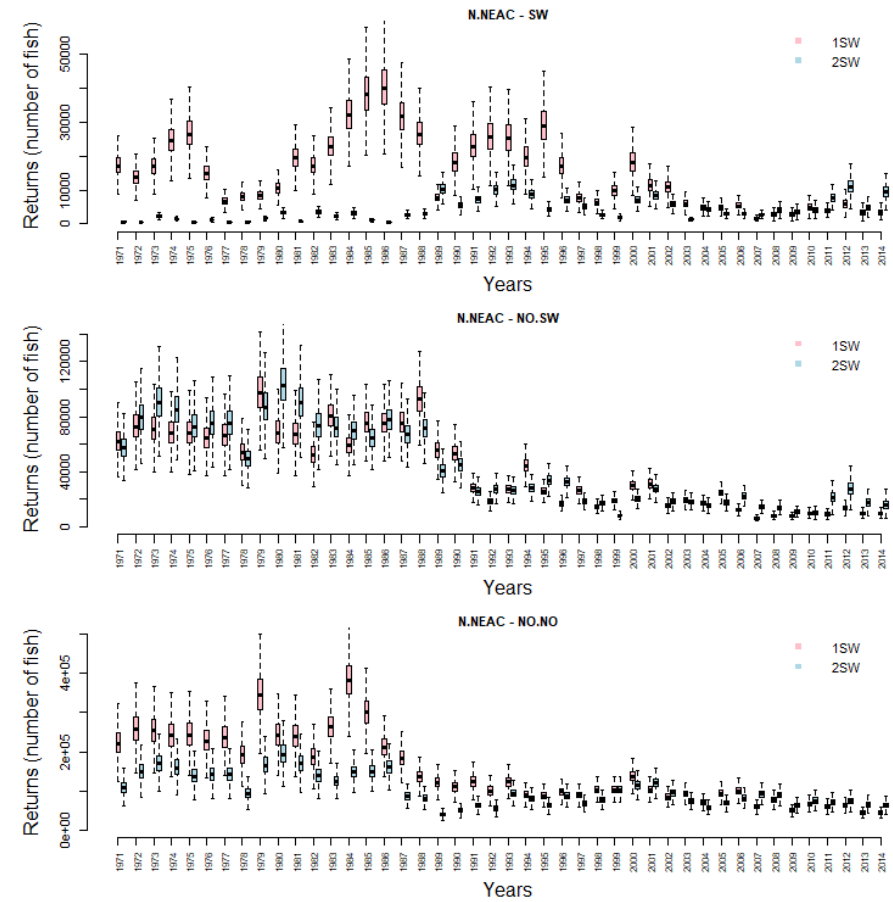 N.NEAC - SW
Returns (number of fish)
50000
30000
10000
0
1SW
2SW
1971 1972 1973 1974 1975 1976 1977 1978 1979 1980 1981 1982 1983 1984 1985 1986 1987 1988 1989 1990 1991 1992 1993 1994 1995 1996 1997 1998 1999 2000 2001 2002 2003 2004 2005 2006 2007 2008 2009 2010 2011 2012 2013 2014
Years
N.NEAC - NO.SW
Returns (number of fish)
120000
80000
40000
0
1SW
2SW
1971 1972 1973 1974 1975 1976 1977 1978 1979 1980 1981 1982 1983 1984 1985 1986 1987 1988 1989 1990 1991 1992 1993 1994 1995 1996 1997 1998 1999 2000 2001 2002 2003 2004 2005 2006 2007 2008 2009 2010 2011 2012 2013 2014
Years
N.NEAC - NO.NO
Returns (number of fish)
4e+05
2e+05
0e+00
1SW
2SW
1971 1972 1973 1974 1975 1976 1977 1978 1979 1980 1981 1982 1983 1984 1985 1986 1987 1988 1989 1990 1991 1992 1993 1994 1995 1996 1997 1998 1999 2000 2001 2002 2003 2004 2005 2006 2007 2008 2009 2010 2011 2012 2013 2014
Years